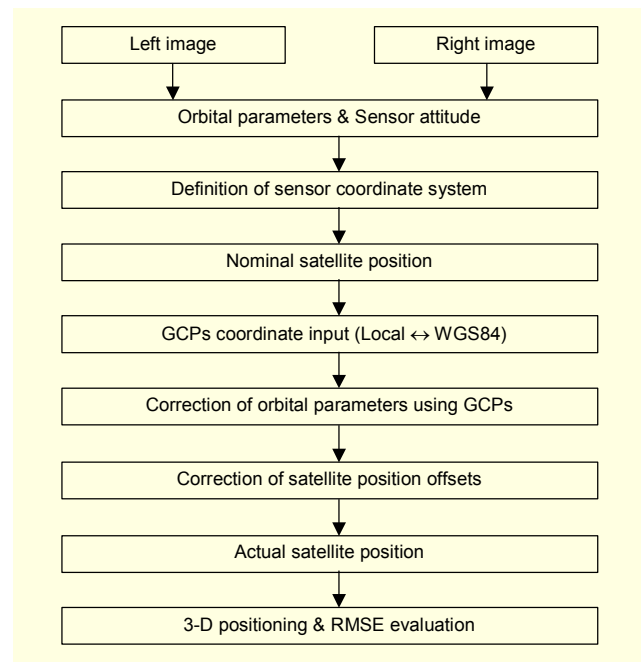 Left image
Right image
Orbital parameters & Sensor attitude
Definition of sensor coordinate system
Nominal satellite position
GCPs coordinate input (Local ↔ WGS84)
Correction of orbital parameters using GCPs
Correction of satellite position offsets
Actual satellite position
3-D positioning & RMSE evaluation